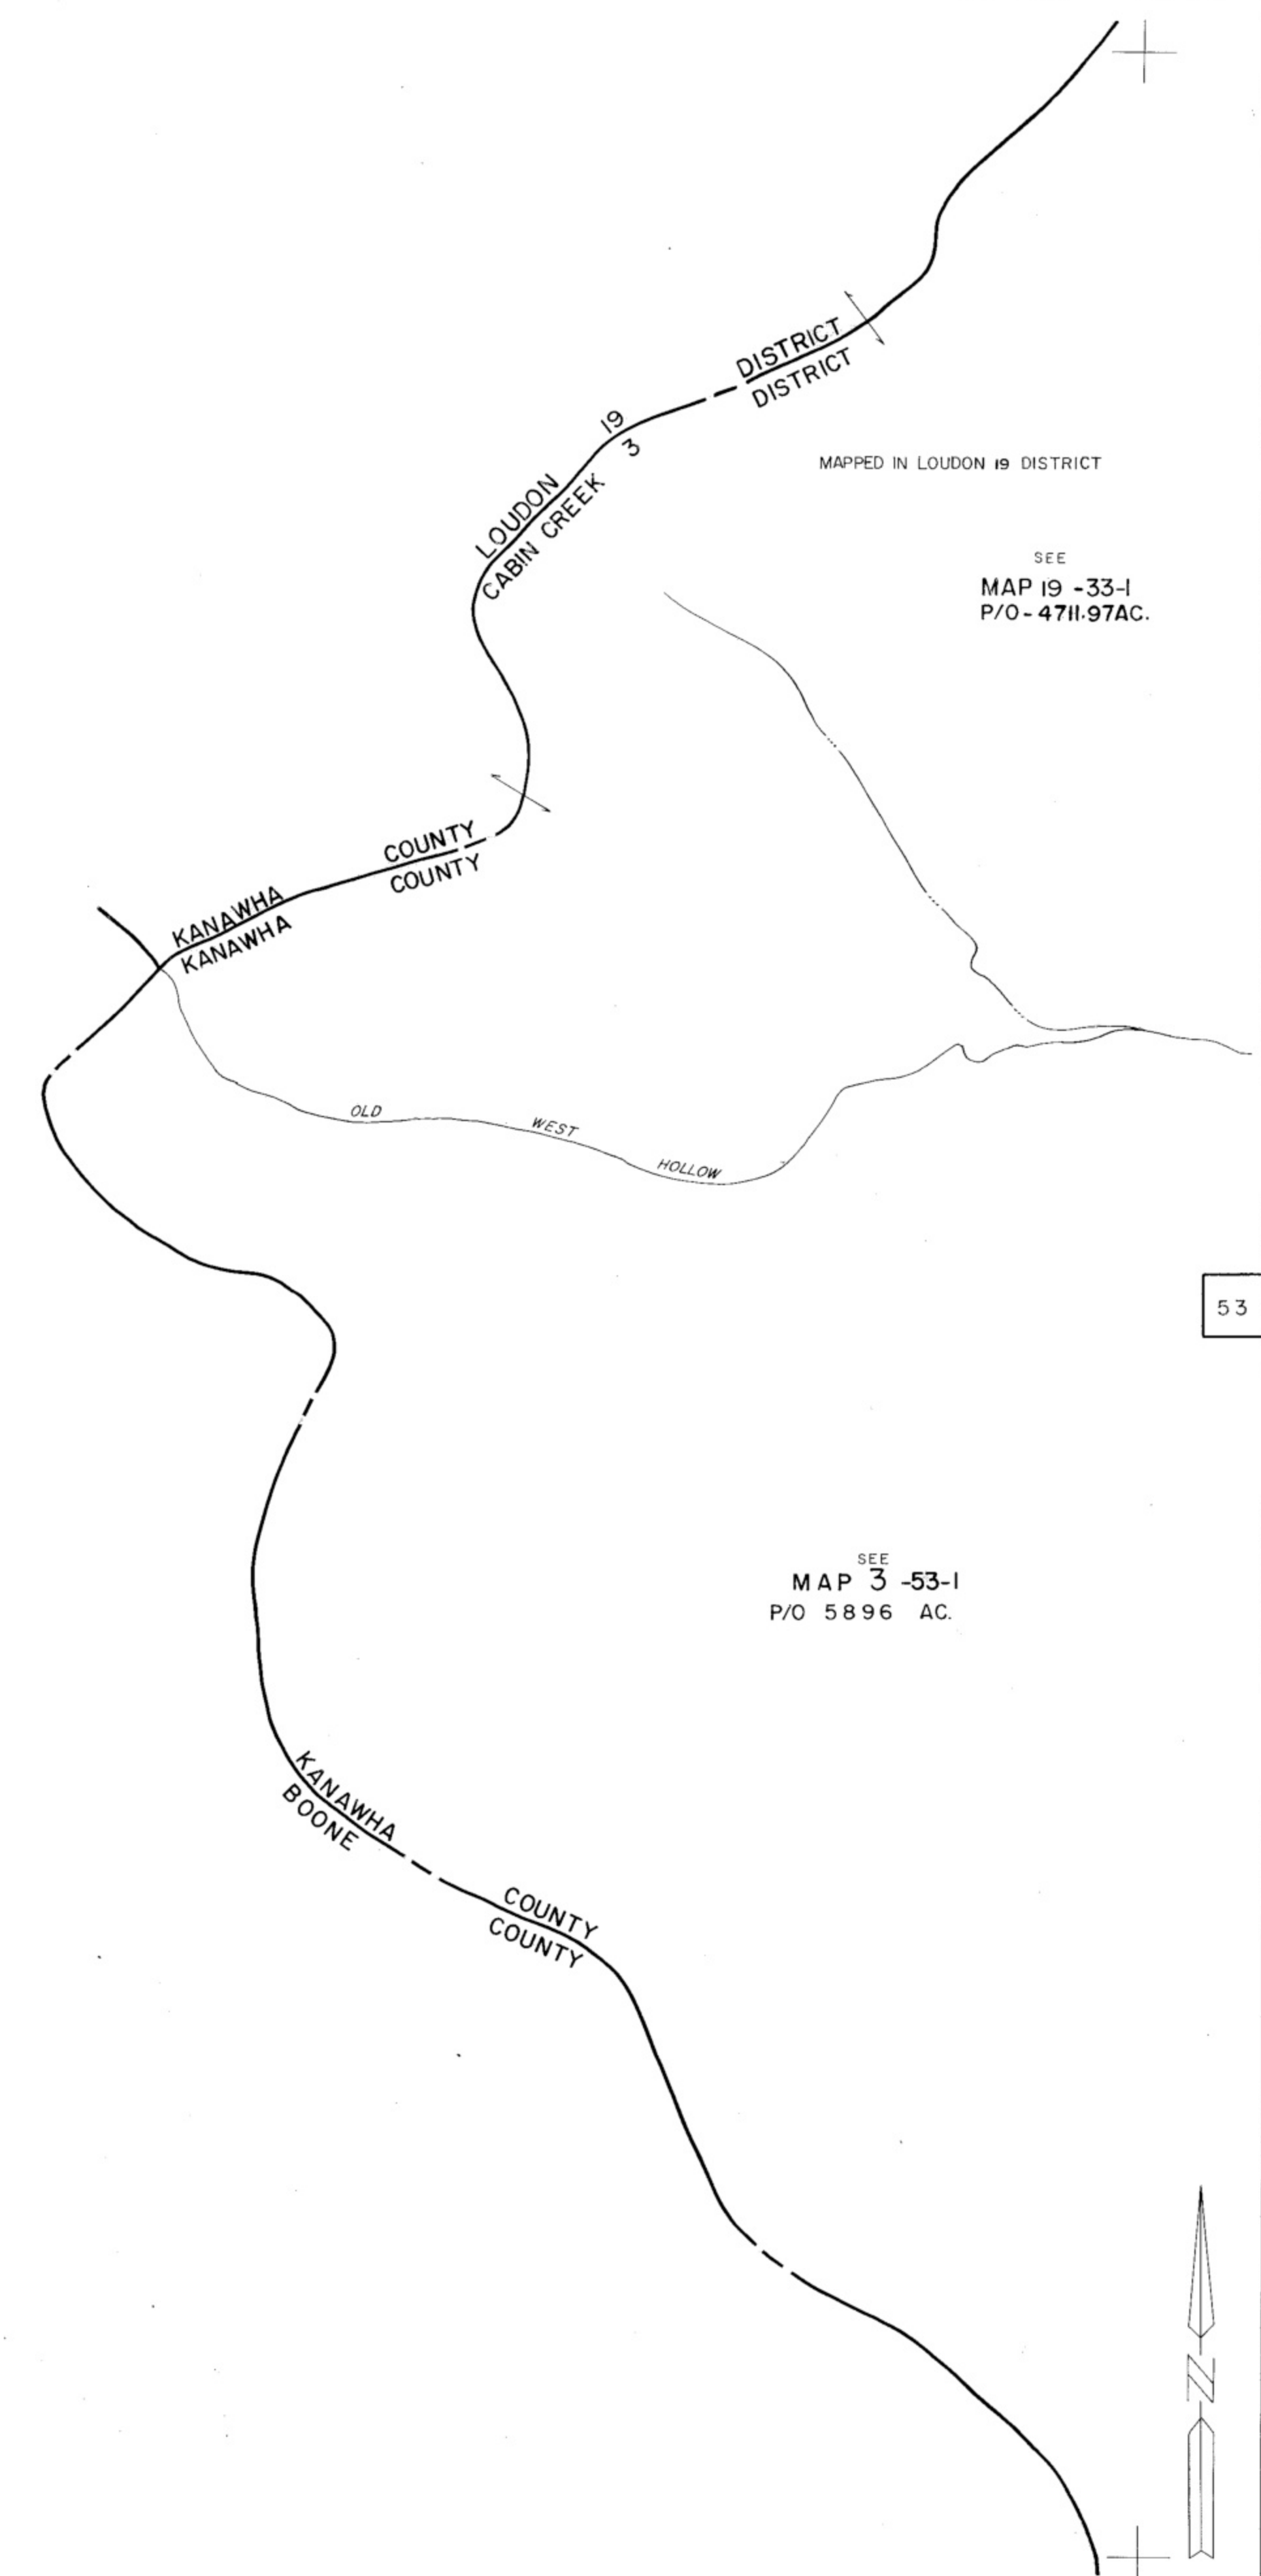 DISTRICT
DISTRICT
19
3
MAPPED IN LOUDON 19 DISTRICT
LOUDON
CABIN CREEK
SEE
MAP 19 -33-1
P/O- 4711.97AC.
COUNTY
COUNTY
KANAWHA
KANAWHA
OLD WEST HOLLOW
53
SEE
MAP 3 -53-1
P/O 5896 AC.
KANAWHA
BOONE
COUNTY
COUNTY
N